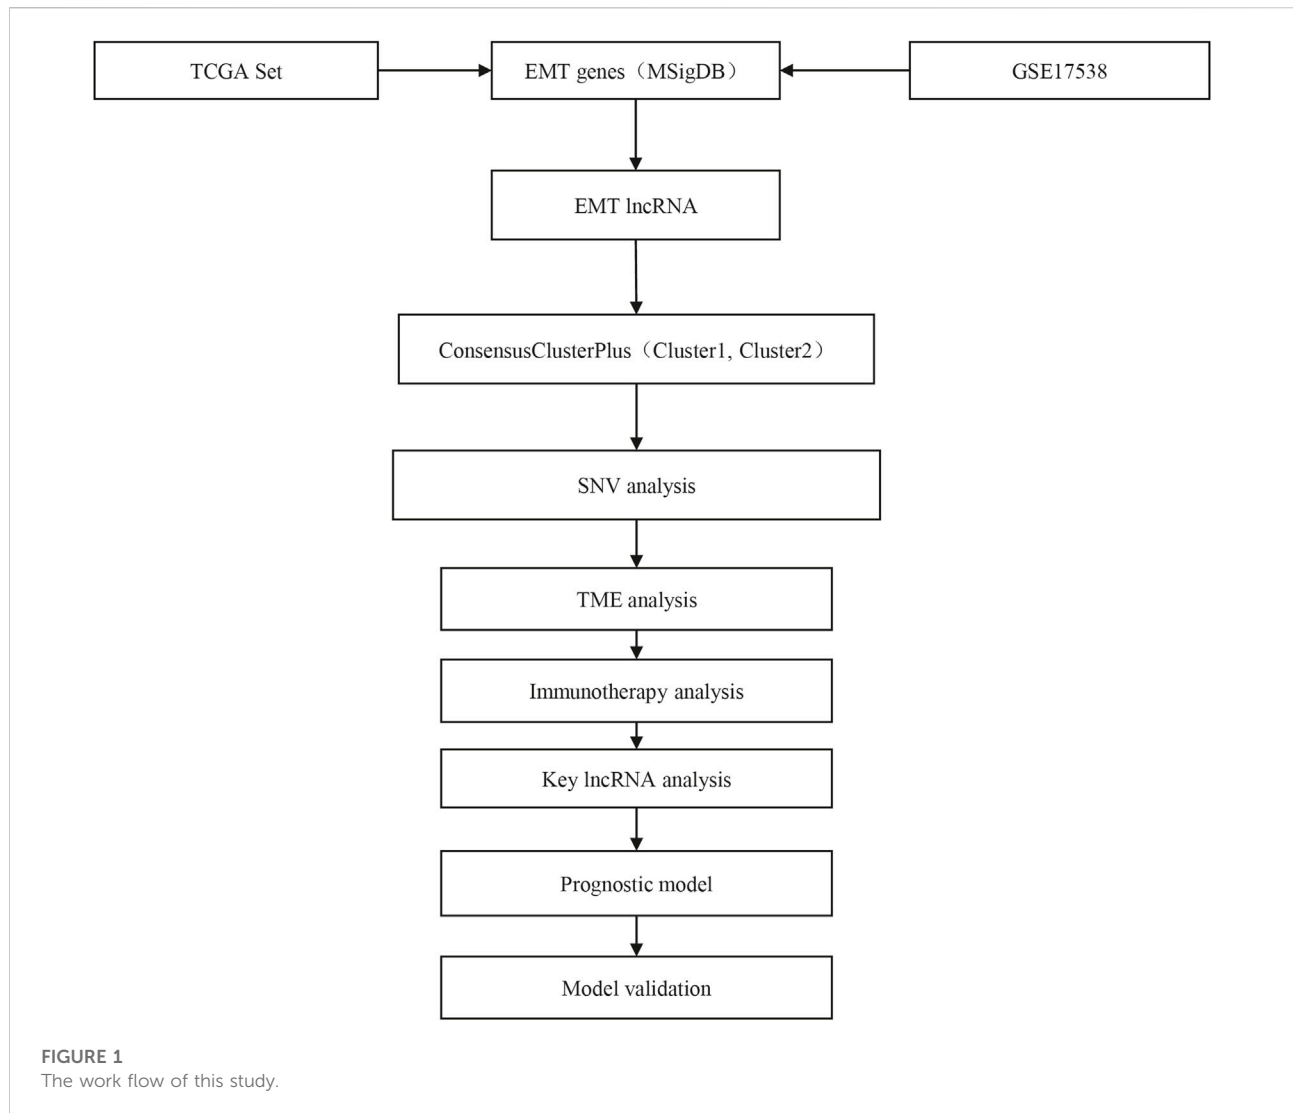 TCGA Set
EMT genes（MSigDB）
GSE17538
EMT lncRNA
ConsensusClusterPlus（Cluster1, Cluster2）
SNV analysis
TME analysis
Immunotherapy analysis
Key lncRNA analysis
Prognostic model
Model validation
FIGURE 1
The work flow of this study.